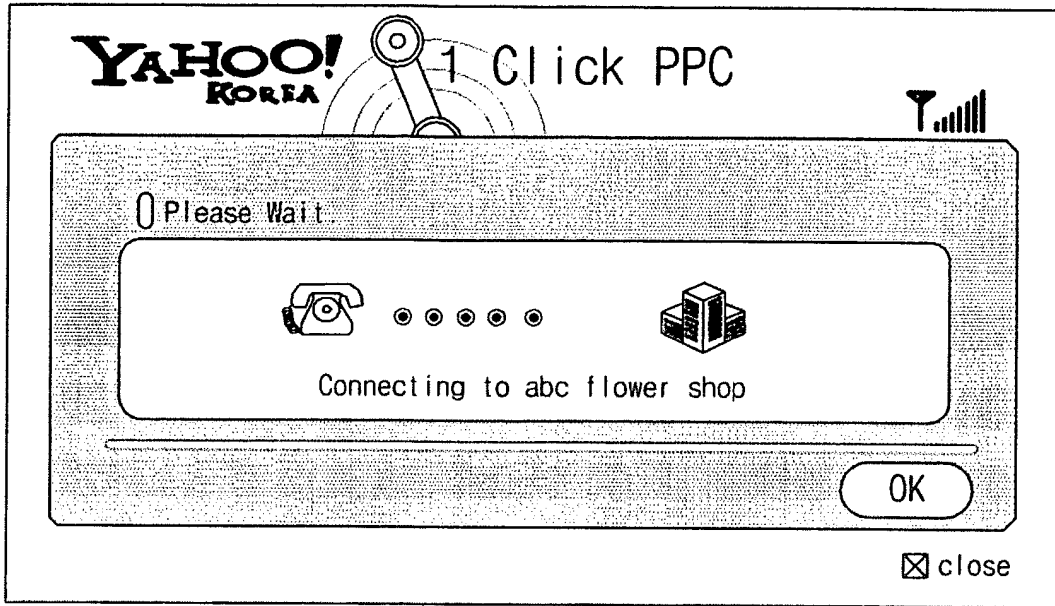 YAHOO!
KOREA
1 Click PPC
Please Wait.
Connecting to abc flower shop
OK
close